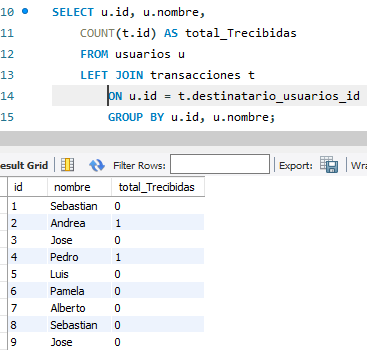 10 SELECT u.id, u.nombre,
11 COUNT(t.id) AS total_Trecibidas
12 FROM usuarios u
13 LEFT JOIN transacciones t
14 ON u.id = t.destinatario_usuarios_id
15 GROUP BY u.id, u.nombre;
esult Grid Filter Rows: Export: Wra
id nombre total_Trecibidas
1 Sebastian 0
2 Andrea 1
3 Jose 0
4 Pedro 1
5 Luis 0
6 Pamela 0
7 Alberto 0
8 Sebastian 0
9 Jose 0